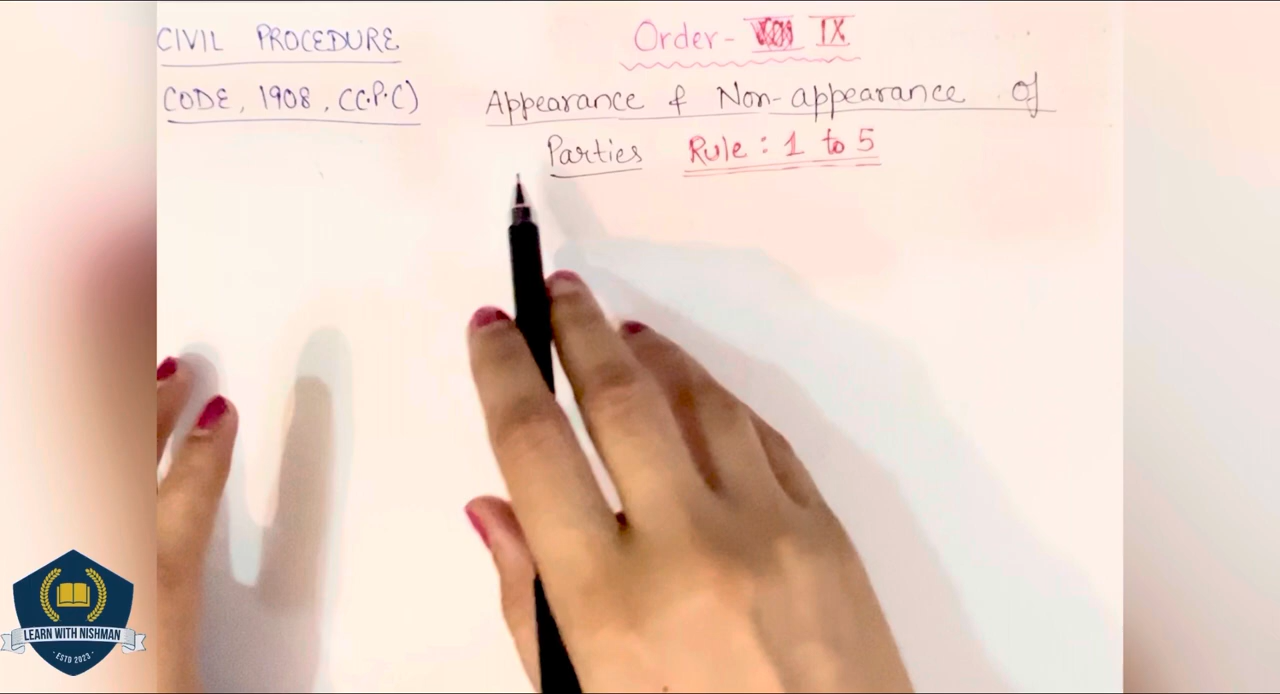 CIVIL PROCEDURE
CODE, 1908, (C.P.C)
Order- IX
Appearance & Non-appearance of
Parties Rule : 1 to 5
LEARN WITH NISHMAN
· ESTD 2023 ·